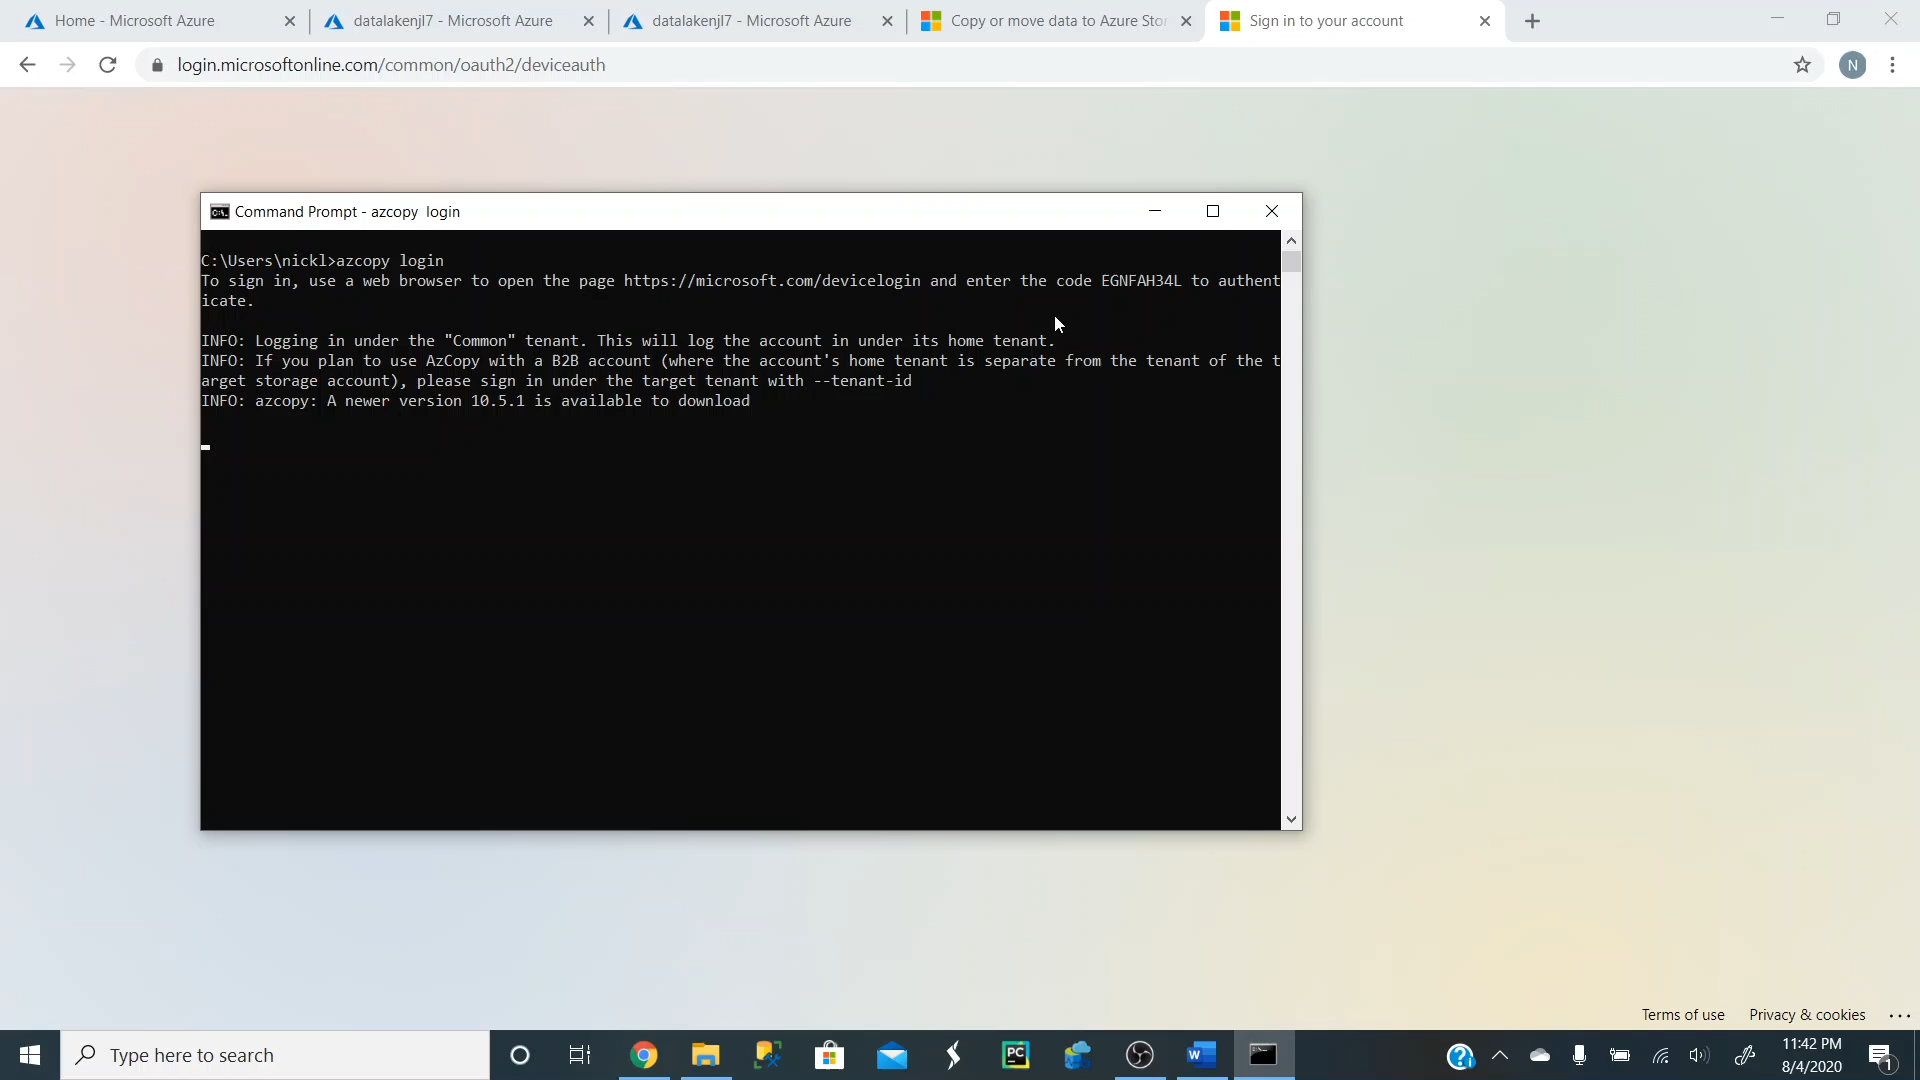 Home - Microsoft Azure
datalakenjl7 - Microsoft Azure
datalakenjl7 - Microsoft Azure
Copy or move data to Azure Stor
Sign in to your account
login.microsoftonline.com/common/oauth2/deviceauth
N
Command Prompt - azcopy login
C:\Users\nickl>azcopy login
To sign in, use a web browser to open the page https://microsoft.com/devicelogin and enter the code EGNFAH34L to authent
icate.
INFO: Logging in under the "Common" tenant. This will log the account in under its home tenant.
INFO: If you plan to use AzCopy with a B2B account (where the account's home tenant is separate from the tenant of the t
arget storage account), please sign in under the target tenant with --tenant-id
INFO: azcopy: A newer version 10.5.1 is available to download
Terms of use Privacy & cookies ...
Type here to search
PC
W
11:42 PM
8/4/2020
1